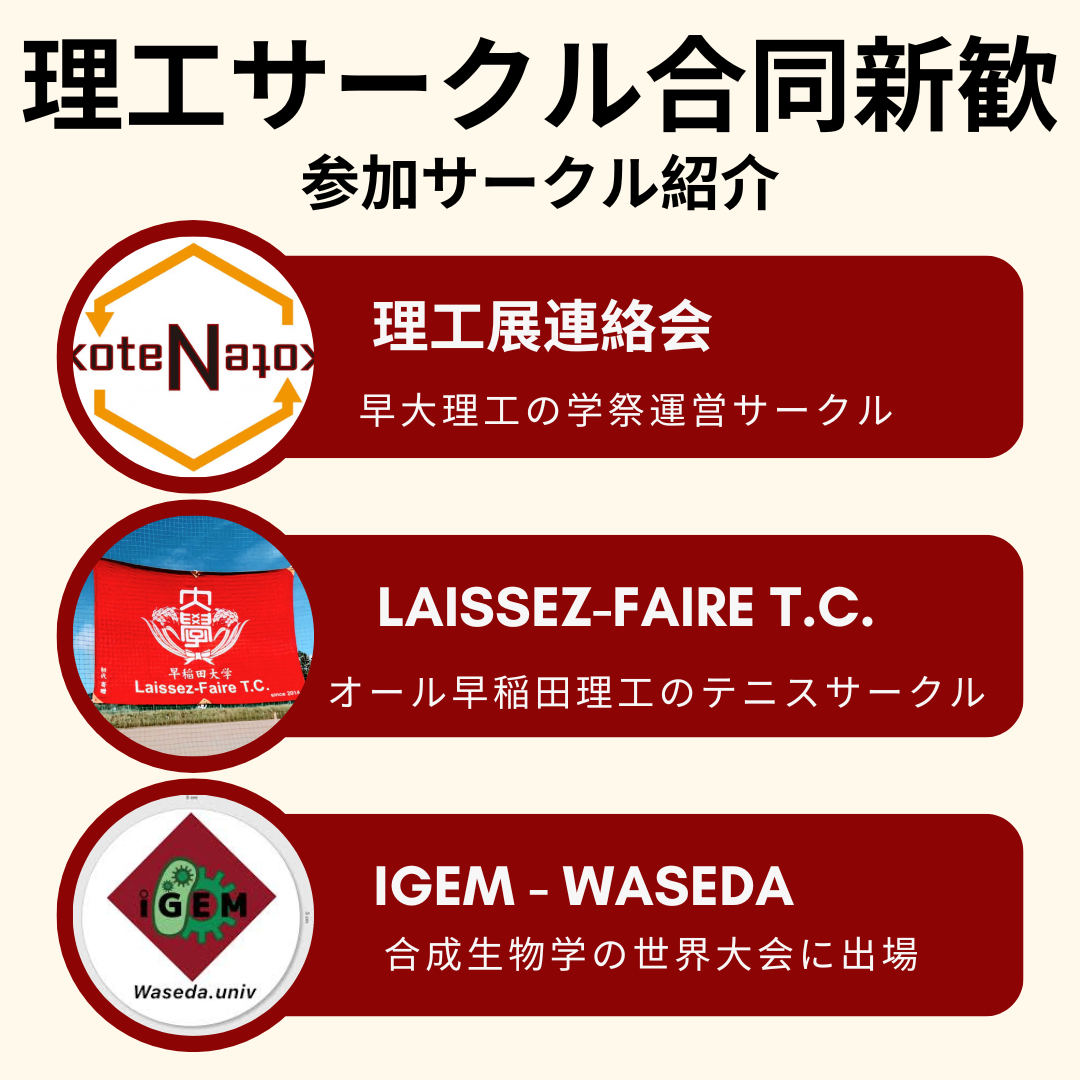 理工サークル合同新歓
参加サークル紹介
理工展連絡会
早大理工の学祭運営サークル
LAISSEZ-FAIRE T.C.
早稲田大学
Laissez-Faire T.C.
since 2014
オール早稲田理工のテニスサークル
iGEM
Waseda.univ
IGEM - WASEDA
合成生物学の世界大会に出場